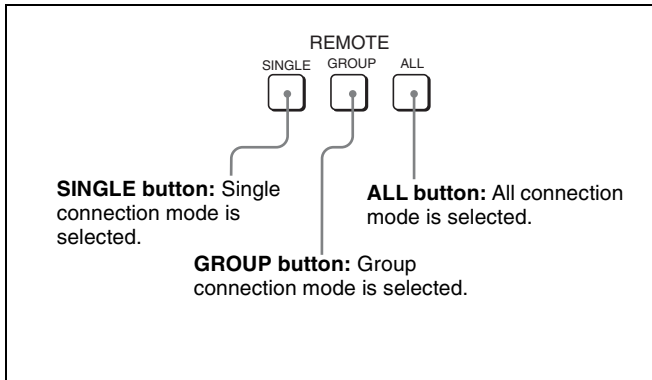 REMOTE
SINGLE GROUP ALL
SINGLE button: Single
connection mode is
selected.
ALL button: All connection
mode is selected.
GROUP button: Group
connection mode is selected.